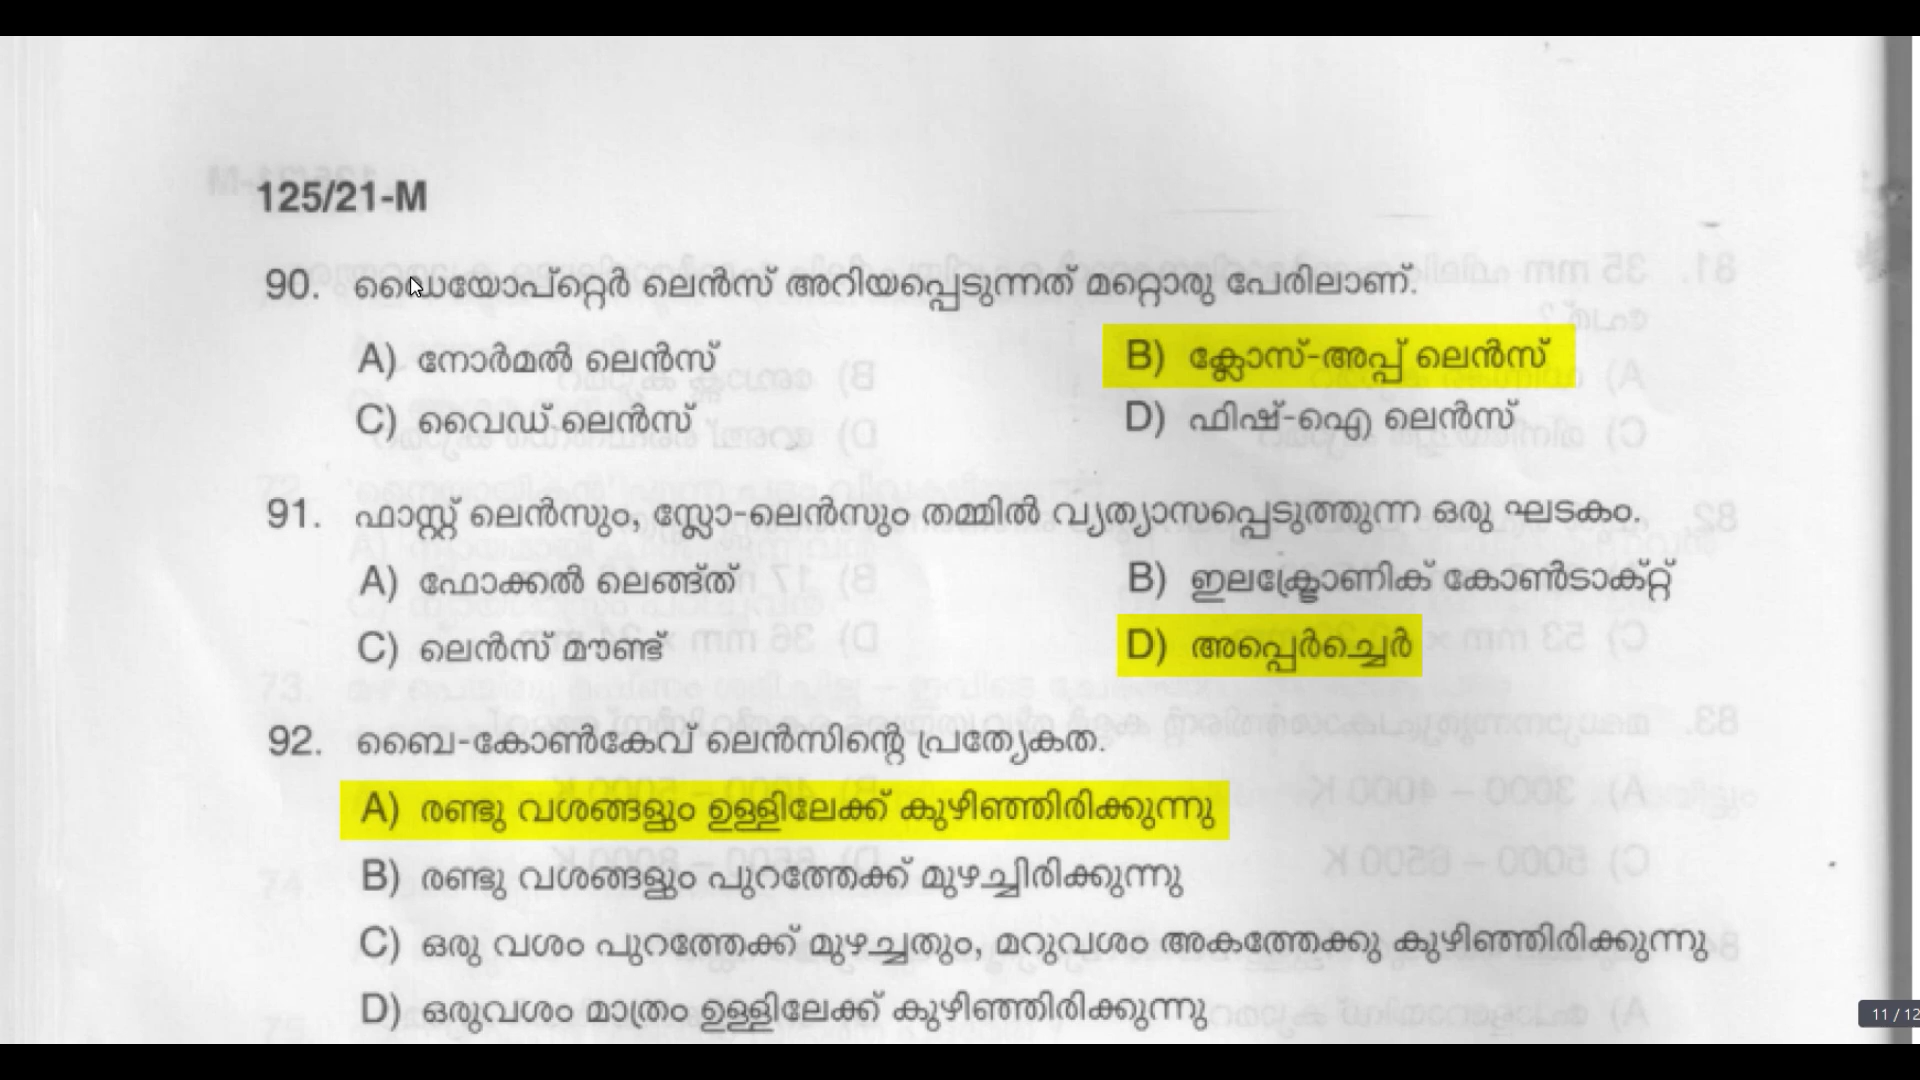 125/21-M
90. ഡൈയോപ്റ്റെർ ലെൻസ് അറിയപ്പെടുന്നത് മറ്റൊരു പേരിലാണ്.
A) നോർമൽ ലെൻസ് B) ക്ലോസ്-അപ്പ് ലെൻസ്
C) വൈഡ് ലെൻസ് D) ഫിഷ്-ഐ ലെൻസ്
91. ഫാസ്റ്റ് ലെൻസും, സ്ലോ-ലെൻസും തമ്മിൽ വ്യത്യാസപ്പെടുത്തുന്ന ഒരു ഘടകം.
A) ഫോക്കൽ ലെങ്ങ്ത് B) ഇലക്ട്രോണിക് കോൺടാക്റ്റ്
C) ലെൻസ് മൗണ്ട് D) അപ്പെർച്ചെർ
92. ബൈ-കോൺകേവ് ലെൻസിന്റെ പ്രത്യേകത.
A) രണ്ടു വശങ്ങളും ഉള്ളിലേക്ക് കുഴിഞ്ഞിരിക്കുന്നു
B) രണ്ടു വശങ്ങളും പുറത്തേക്ക് മുഴച്ചിരിക്കുന്നു
C) ഒരു വശം പുറത്തേക്ക് മുഴച്ചതും, മറുവശം അകത്തേക്കു കുഴിഞ്ഞിരിക്കുന്നു
D) ഒരുവശം മാത്രം ഉള്ളിലേക്ക് കുഴിഞ്ഞിരിക്കുന്നു
11 / 12